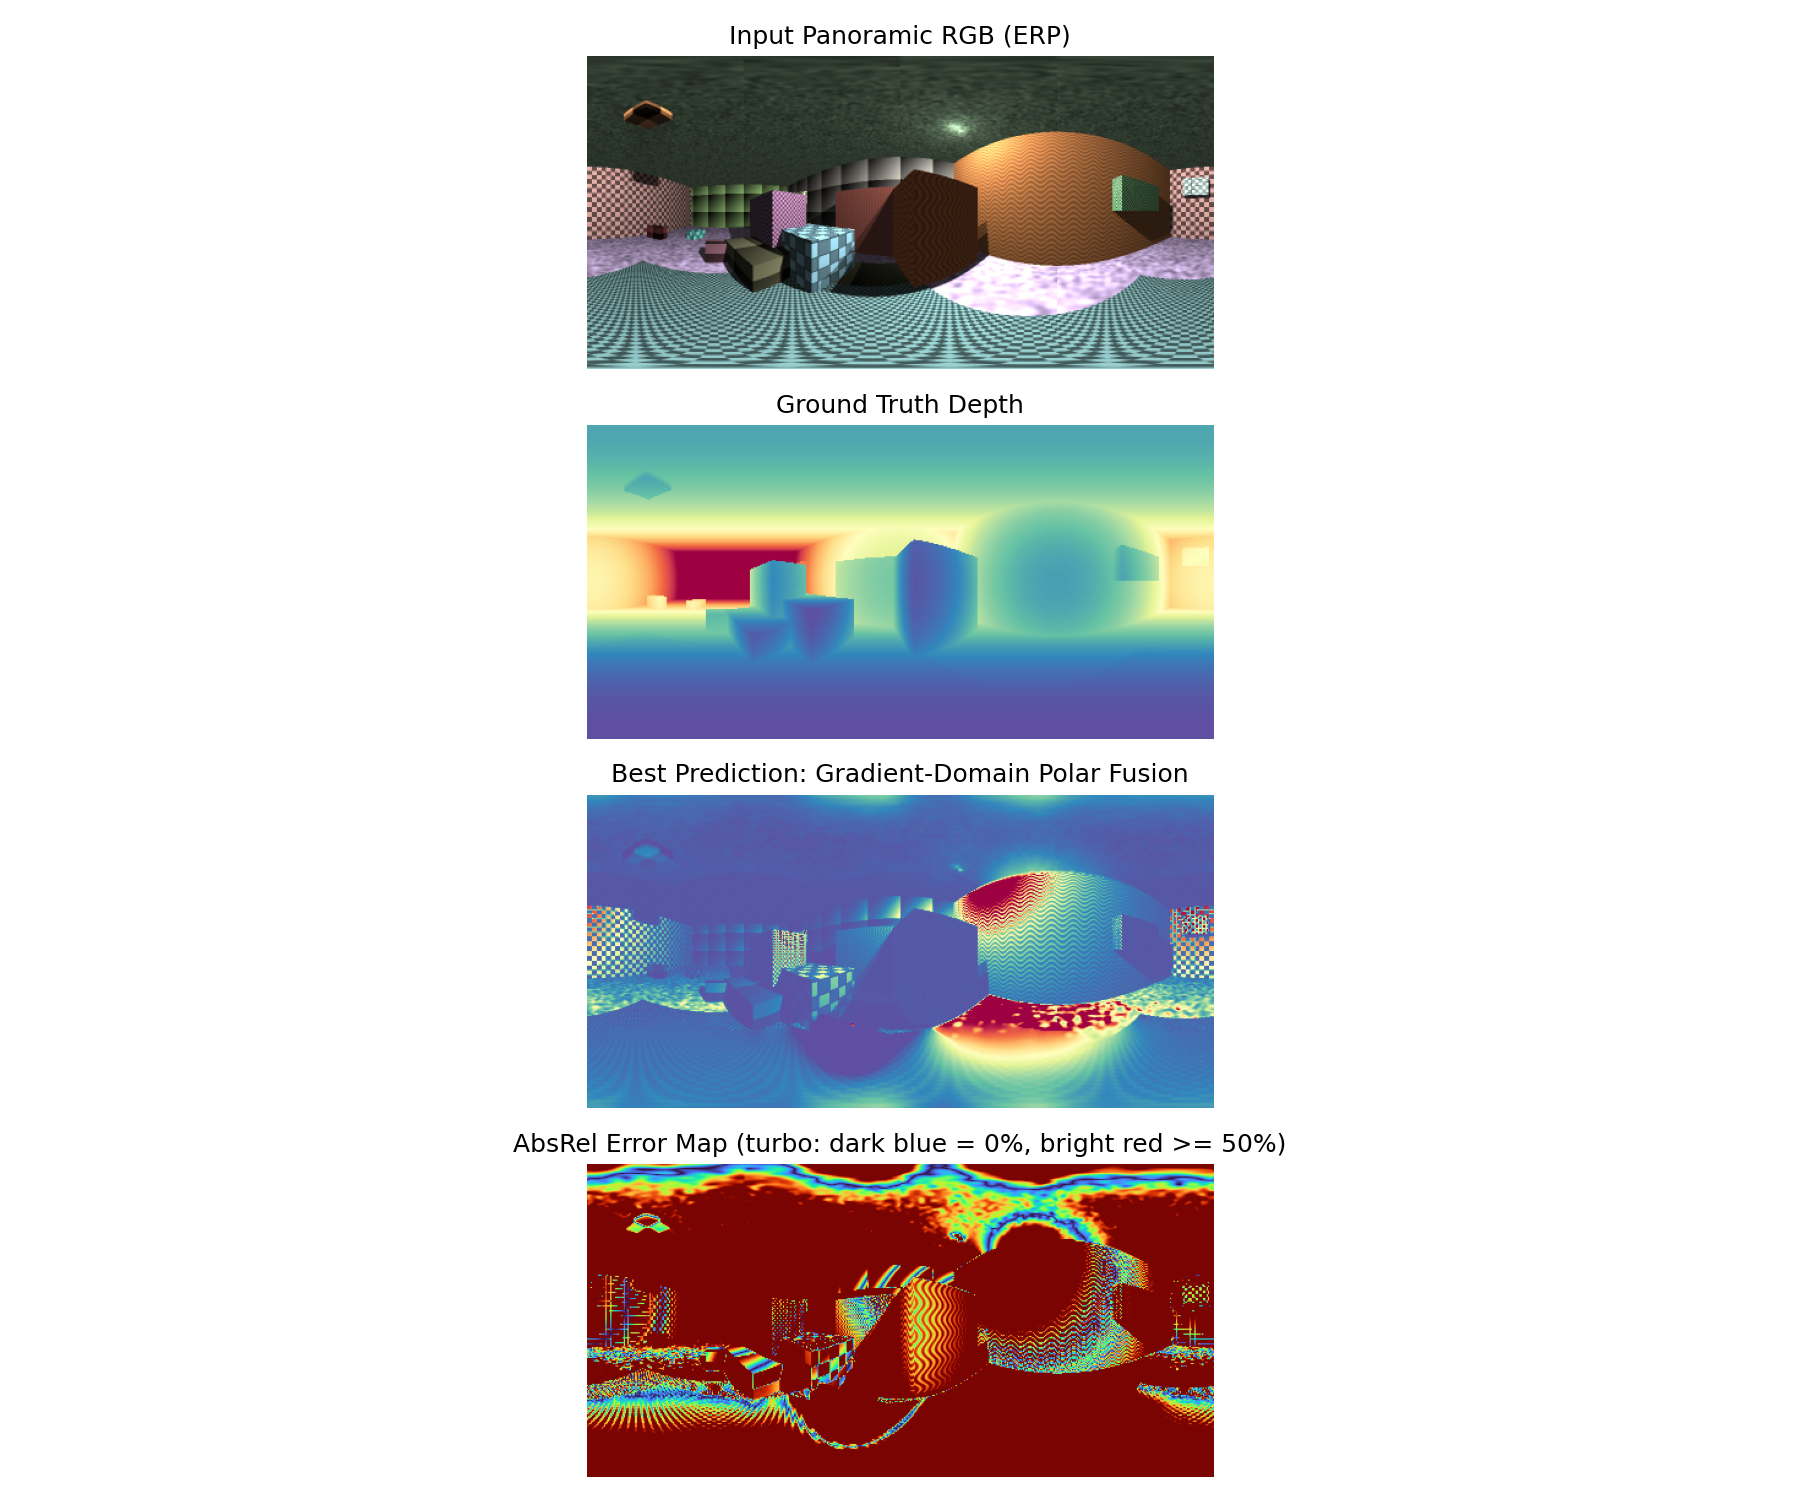 Input Panoramic RGB (ERP)
Ground Truth Depth
Best Prediction: Gradient-Domain Polar Fusion
AbsRel Error Map (turbo: dark blue = 0%, bright red >= 50%)